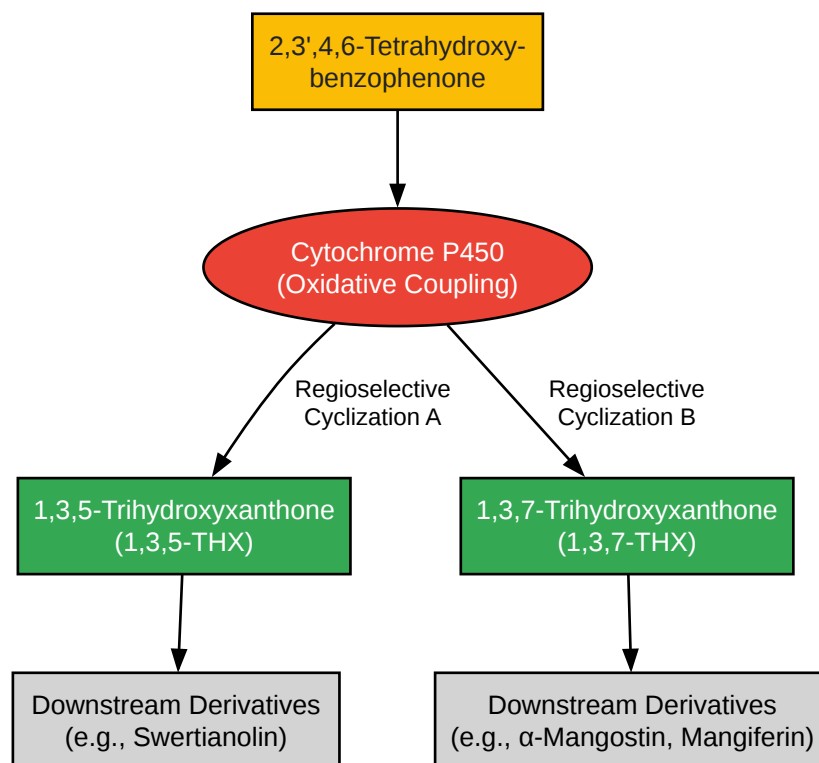 2,3',4,6-Tetrahydroxy-
benzophenone
Cytochrome P450
(Oxidative Coupling)
Regioselective
Cyclization A
Regioselective
Cyclization B
1,3,5-Trihydroxyxanthone
(1,3,5-THX)
1,3,7-Trihydroxyxanthone
(1,3,7-THX)
Downstream Derivatives
(e.g., Swertianolin)
Downstream Derivatives
(e.g., α-Mangostin, Mangiferin)